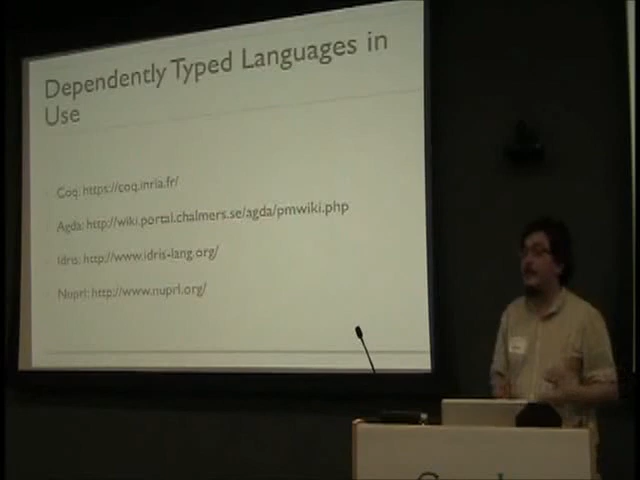 Dependently Typed Languages in
Use
Coq: https://coq.inria.fr/
Agda: http://wiki.portal.chalmers.se/agda/pmwiki.php
Idris: http://www.idris-lang.org/
Nuprl: http://www.nuprl.org/